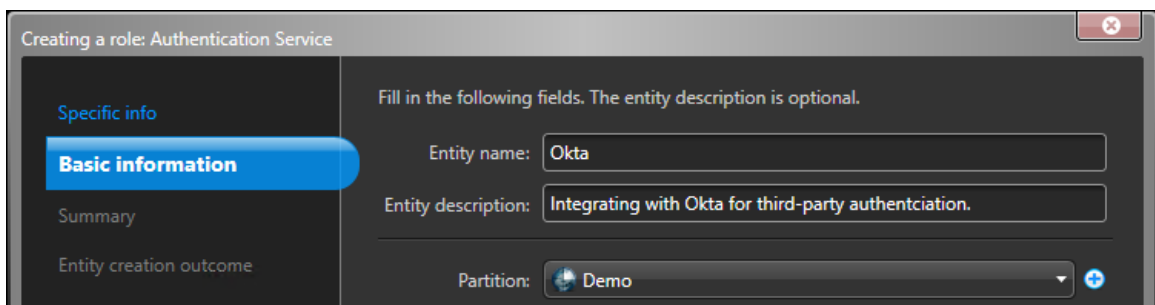 Creating a role: Authentication Service
Specific info
Basic information
Summary
Entity creation outcome
Fill in the following fields. The entity description is optional.
Entity name: Okta
Entity description: Integrating with Okta for third-party authentciation.
Partition: Demo